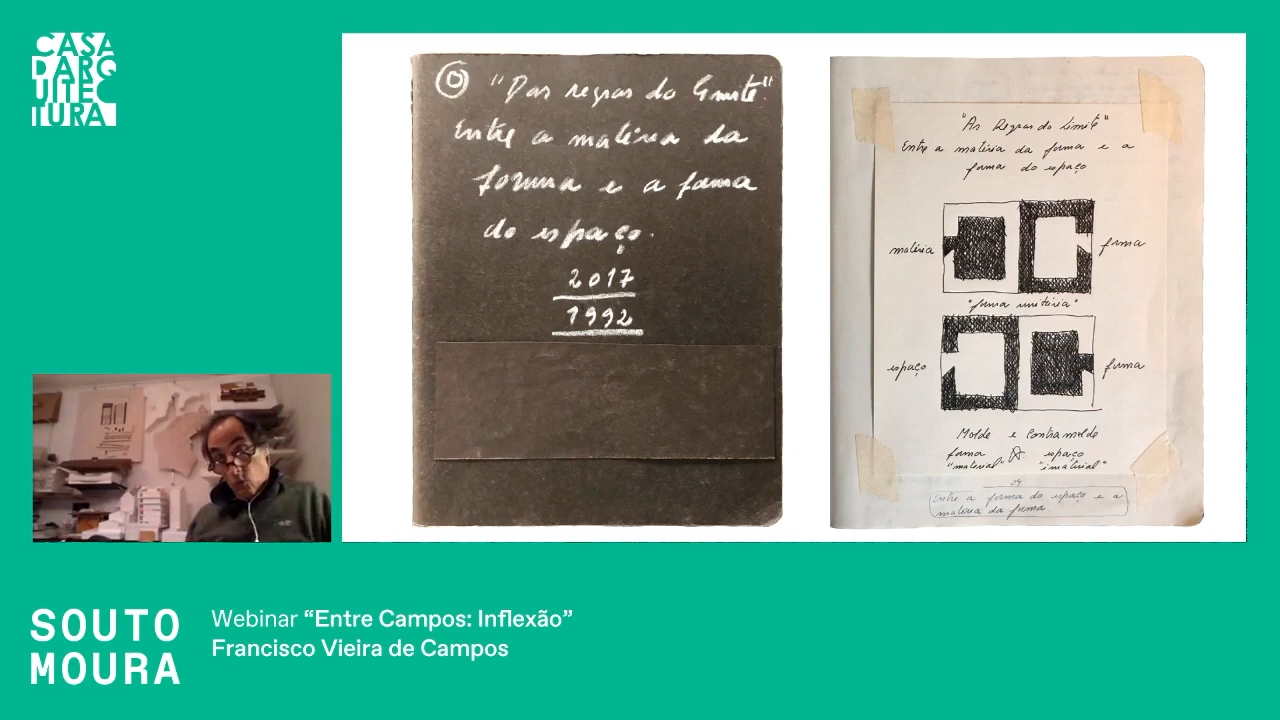 CASA
DARQ
UITEC
TURA
"Das regras do limite"
Entre a matéria da
forma e a forma
do espaço.
2017
1992
"As Regras do Limite"
Entre a matéria da forma e a
forma do espaço
matéria
forma
"forma unitária"
espaço
forma
Molde e Contramolde
forma espaço
"material" "imaterial"
Entre a forma do espaço e a
matéria da forma.
SOUTO
MOURA
Webinar “Entre Campos: Inflexão”
Francisco Vieira de Campos